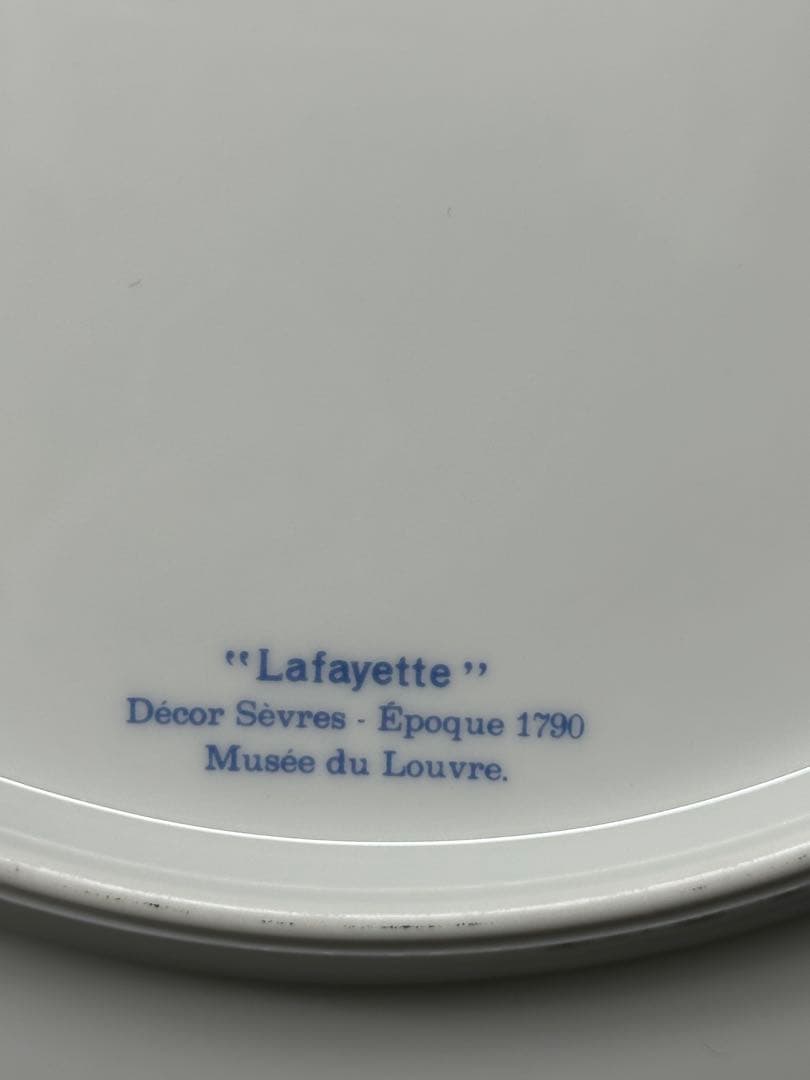 “Lafayette”
Décor Sèvres - Époque 1790
Musée du Louvre.